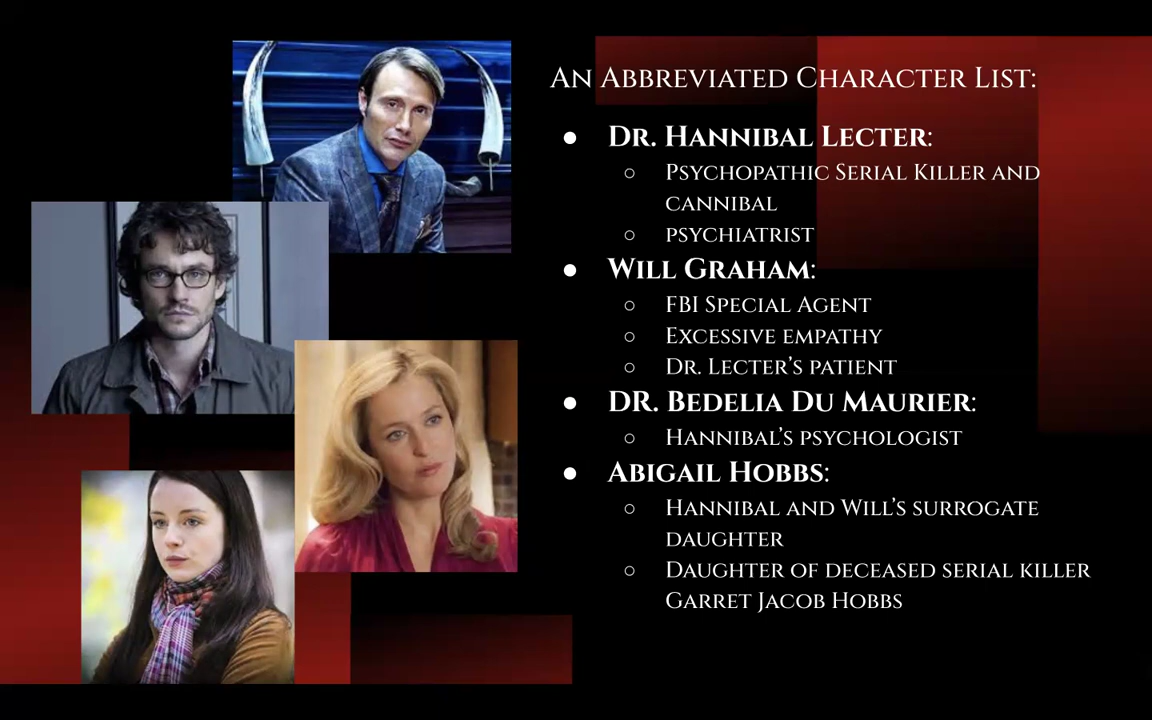 An Abbreviated Character List:
● Dr. Hannibal Lecter:
○ Psychopathic Serial Killer and
cannibal
○ psychiatrist
● Will Graham:
○ FBI Special Agent
○ Excessive empathy
○ Dr. Lecter's patient
● DR. Bedelia Du Maurier:
○ Hannibal's psychologist
● Abigail Hobbs:
○ Hannibal and Will's surrogate
daughter
○ Daughter of deceased serial killer
Garret Jacob Hobbs